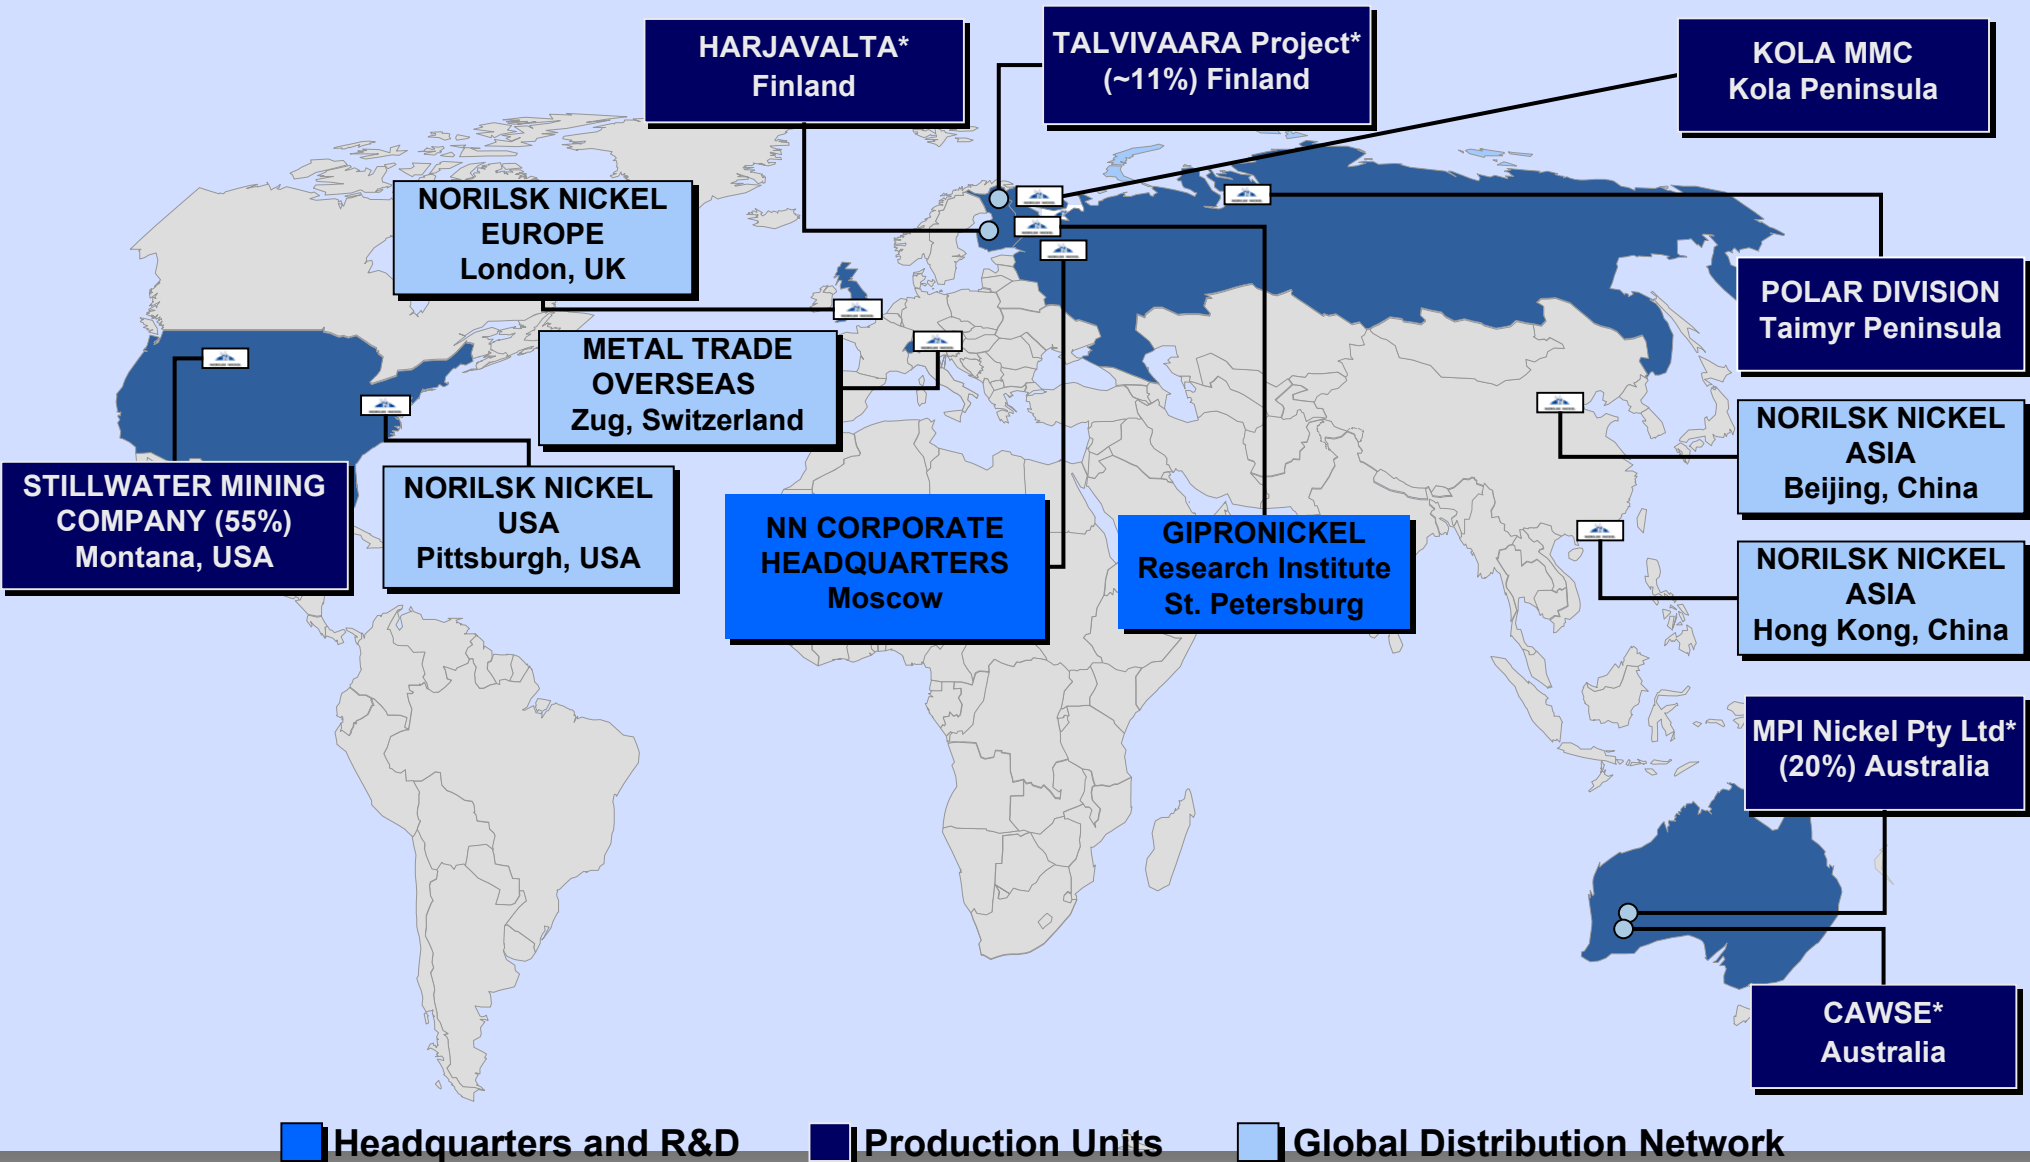 HARJAVALTA*
Finland
TALVIVAARA Project*
(~11%) Finland
KOLA MMC
Kola Peninsula
NORILSK NICKEL
EUROPE
London, UK
POLAR DIVISION
Taimyr Peninsula
METAL TRADE
OVERSEAS
Zug, Switzerland
NORILSK NICKEL
ASIA
Beijing, China
STILLWATER MINING
COMPANY (55%)
Montana, USA
NORILSK NICKEL
USA
Pittsburgh, USA
NN CORPORATE
HEADQUARTERS
Moscow
GIPRONICKEL
Research Institute
St. Petersburg
NORILSK NICKEL
ASIA
Hong Kong, China
MPI Nickel Pty Ltd*
(20%) Australia
CAWSE*
Australia
Headquarters and R&D
Production Units
Global Distribution Network